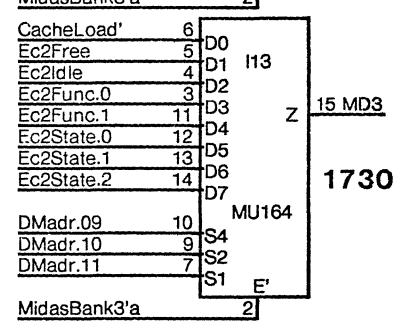 MidasBank3'a 2
CacheLoad' 6 D0 I13
Ec2Free 5 D1
Ec2Idle 4 D2
Ec2Func.0 3 D3 Z 15 MD3
Ec2Func.1 11 D4
Ec2State.0 12 D5
Ec2State.1 13 D6
Ec2State.2 14 D7 1730
MU164
DMadr.09 10 S4
DMadr.10 9 S2
DMadr.11 7 S1
E'
MidasBank3'a 2